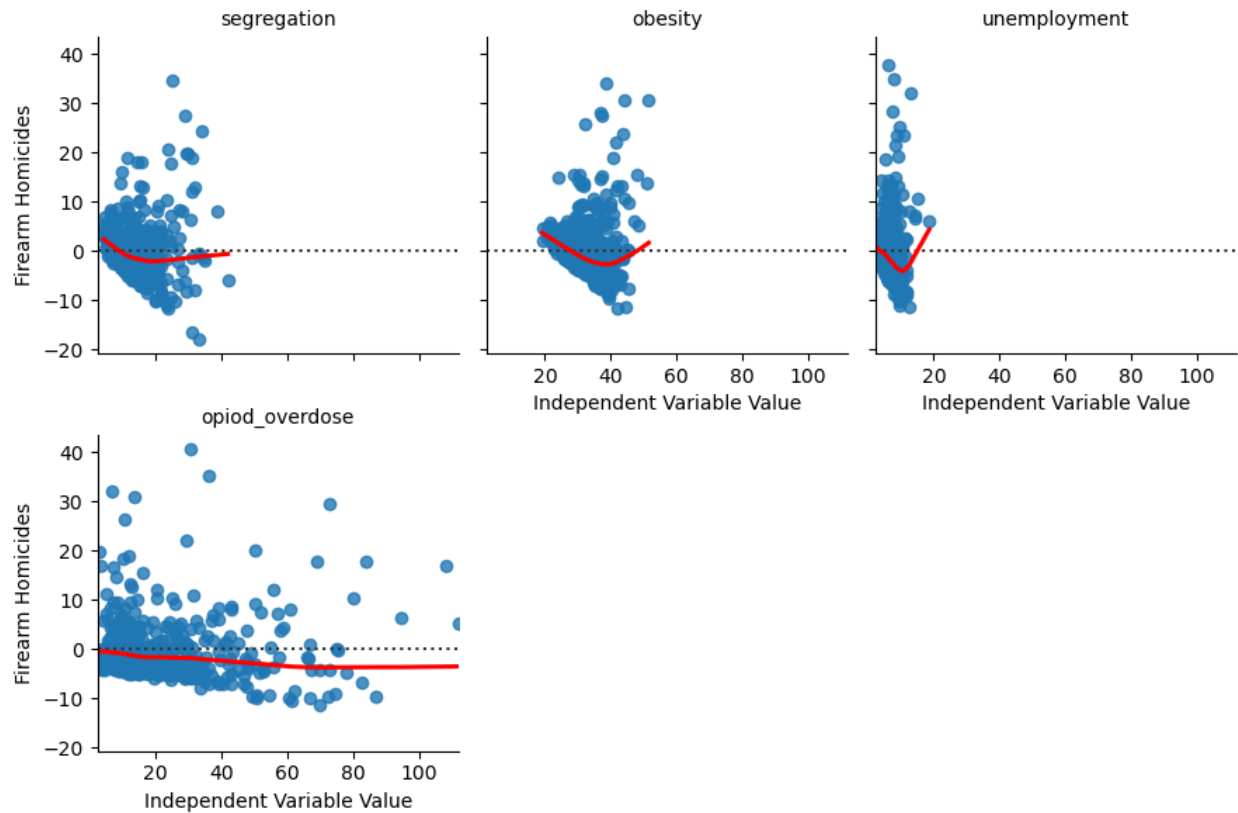 segregation
obesity
unemployment
Firearm Homicides
40
30
20
10
0
−10
−20
20 40 60 80 100
Independent Variable Value
20 40 60 80 100
Independent Variable Value
opiod_overdose
Firearm Homicides
40
30
20
10
0
−10
−20
20 40 60 80 100
Independent Variable Value